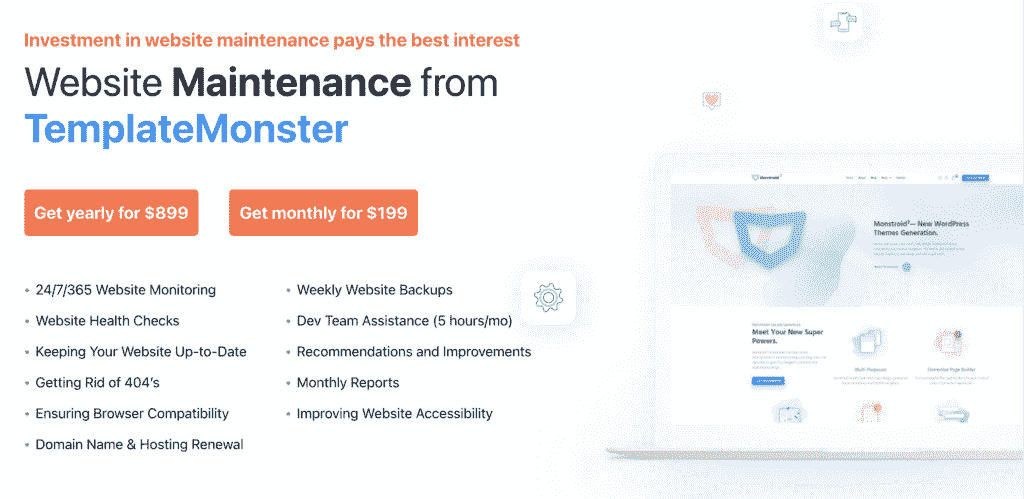 Investment in website maintenance pays the best interest
Website Maintenance from
TemplateMonster
Get yearly for $899
Get monthly for $199
• 24/7/365 Website Monitoring
• Website Health Checks
• Keeping Your Website Up-to-Date
• Getting Rid of 404's
• Ensuring Browser Compatibility
• Domain Name & Hosting Renewal
• Weekly Website Backups
• Dev Team Assistance (5 hours/mo)
• Recommendations and Improvements
• Monthly Reports
• Improving Website Accessibility
Monstroid²
Monstroid²— New WordPress
Themes Generation.
Meet Your New Super
Powers.
Multi-Purpose